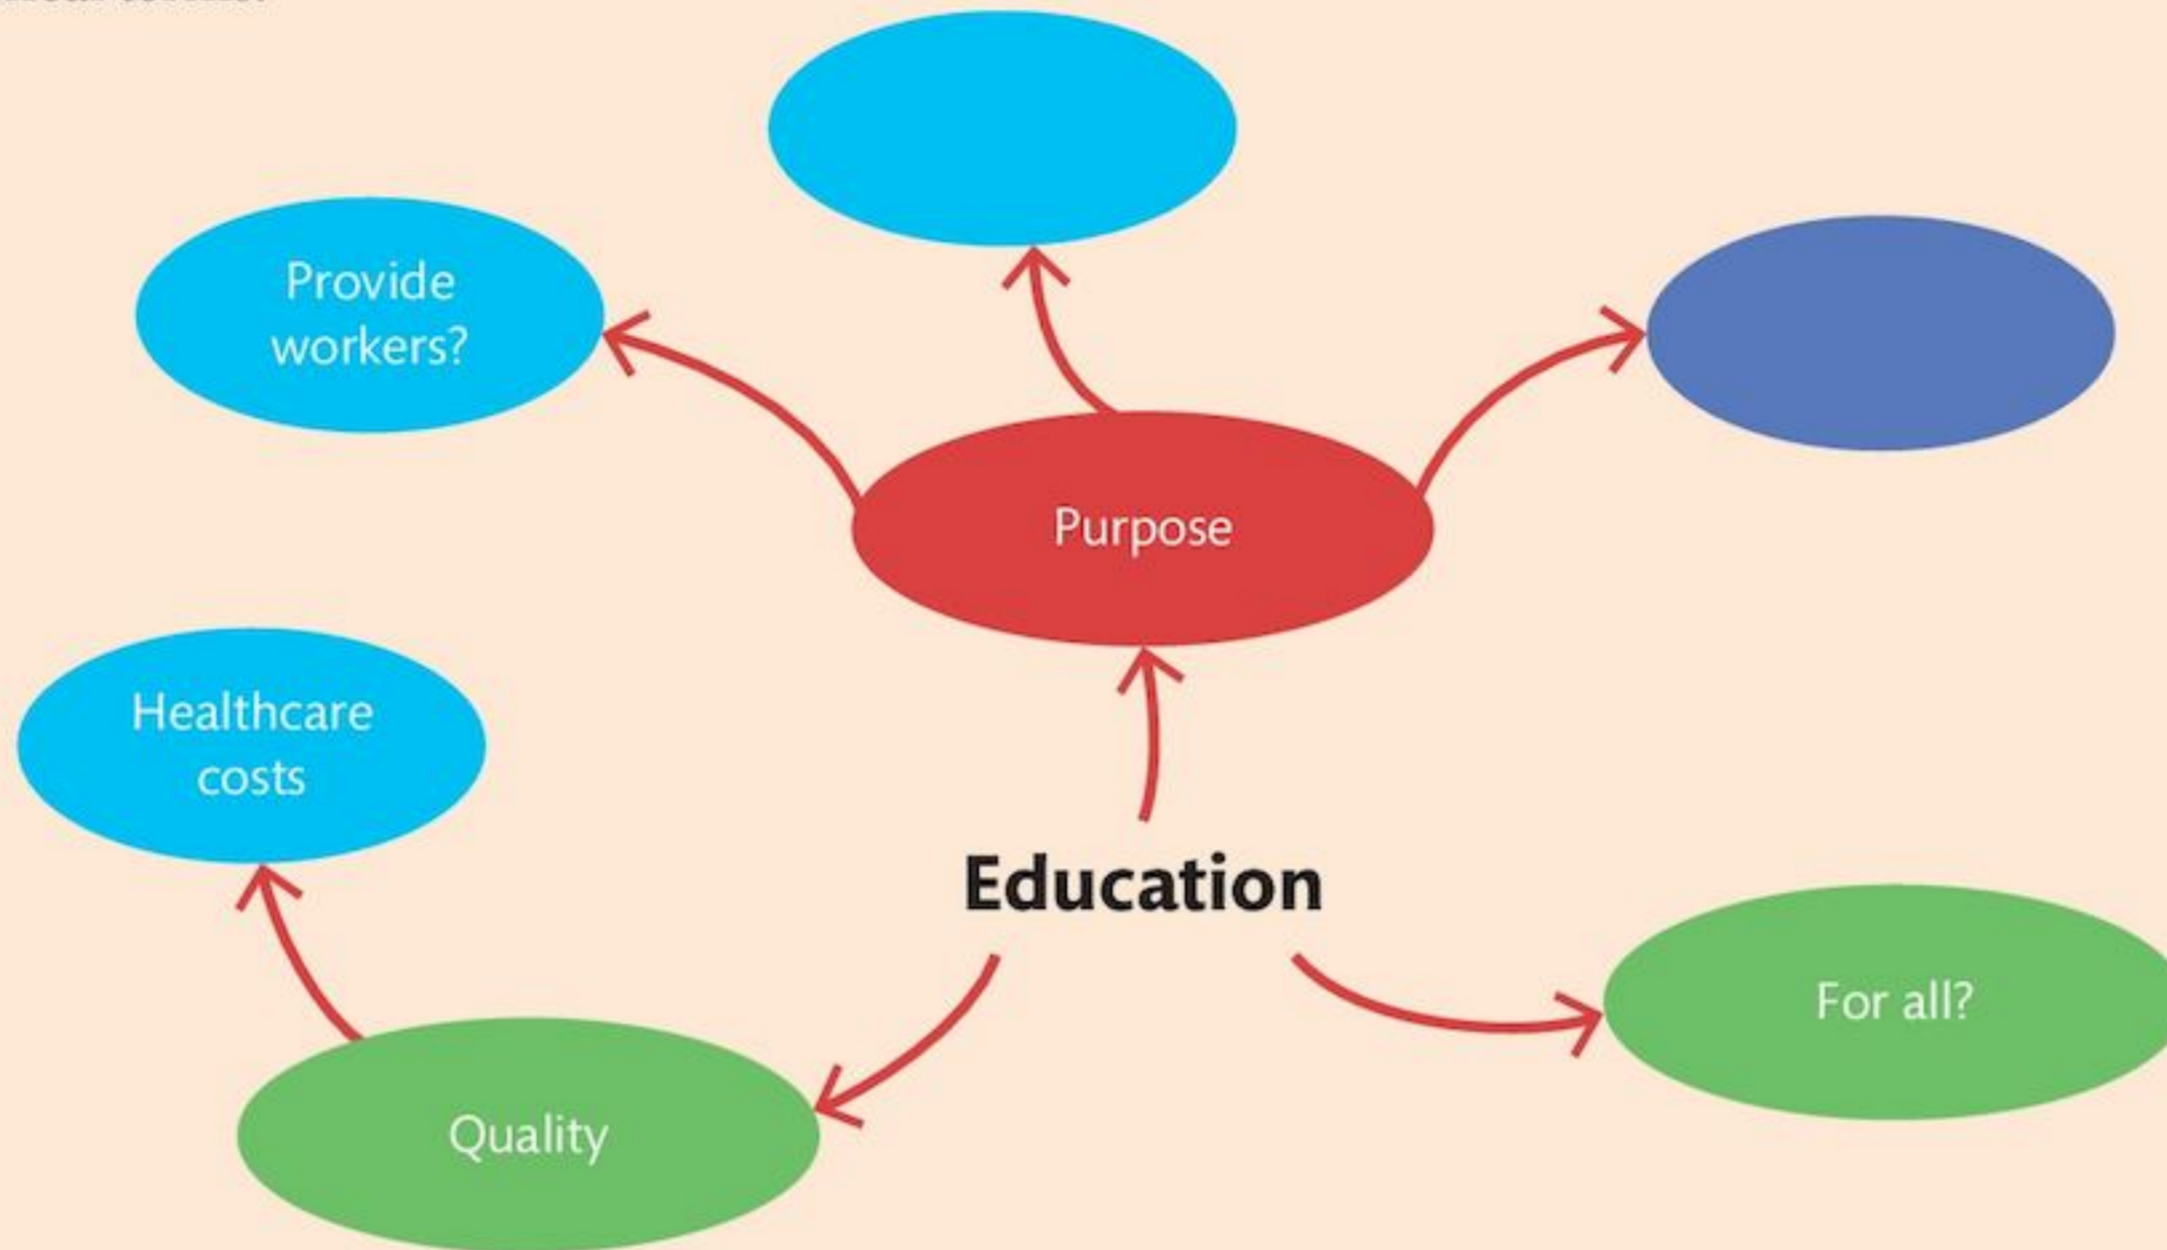 Provide
workers?
Purpose
Healthcare
costs
Education
For all?
Quality